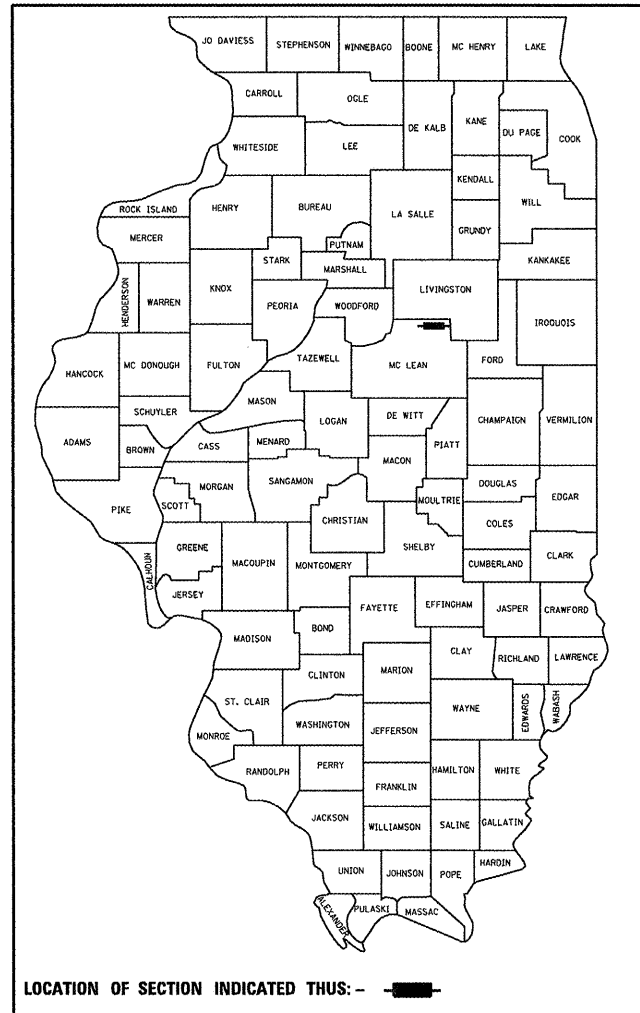 JO DAVIESS
STEPHENSON
WINNEBAGO
BOONE
MC HENRY
LAKE
CARROLL
OGLE
DE KALB
KANE
DU PAGE
COOK
WHITESIDE
LEE
KENDALL
WILL
ROCK ISLAND
HENRY
BUREAU
LA SALLE
GRUNDY
MERCER
PUTNAM
KANKAKEE
STARK
MARSHALL
HENDERSON
WARREN
KNOX
PEORIA
WOODFORD
LIVINGSTON
IROQUOIS
HANCOCK
MC DONOUGH
FULTON
TAZEWELL
MC LEAN
FORD
MASON
SCHUYLER
LOGAN
DE WITT
CHAMPAIGN
VERMILION
ADAMS
BROWN
CASS
MENARD
MACON
PIATT
PIKE
SCOTT
MORGAN
SANGAMON
CHRISTIAN
MOULTRIE
DOUGLAS
EDGAR
COLES
CALHOUN
GREENE
MACOUPIN
MONTGOMERY
SHELBY
CUMBERLAND
CLARK
JERSEY
FAYETTE
EFFINGHAM
JASPER
CRAWFORD
MADISON
BOND
CLAY
RICHLAND
LAWRENCE
CLINTON
MARION
ST. CLAIR
WAYNE
EDWARDS
WABASH
WASHINGTON
JEFFERSON
MONROE
RANDOLPH
PERRY
HAMILTON
WHITE
FRANKLIN
JACKSON
WILLIAMSON
SALINE
GALLATIN
UNION
JOHNSON
POPE
HARDIN
ALEXANDER
PULASKI
MASSAC
LOCATION OF SECTION INDICATED THUS: -